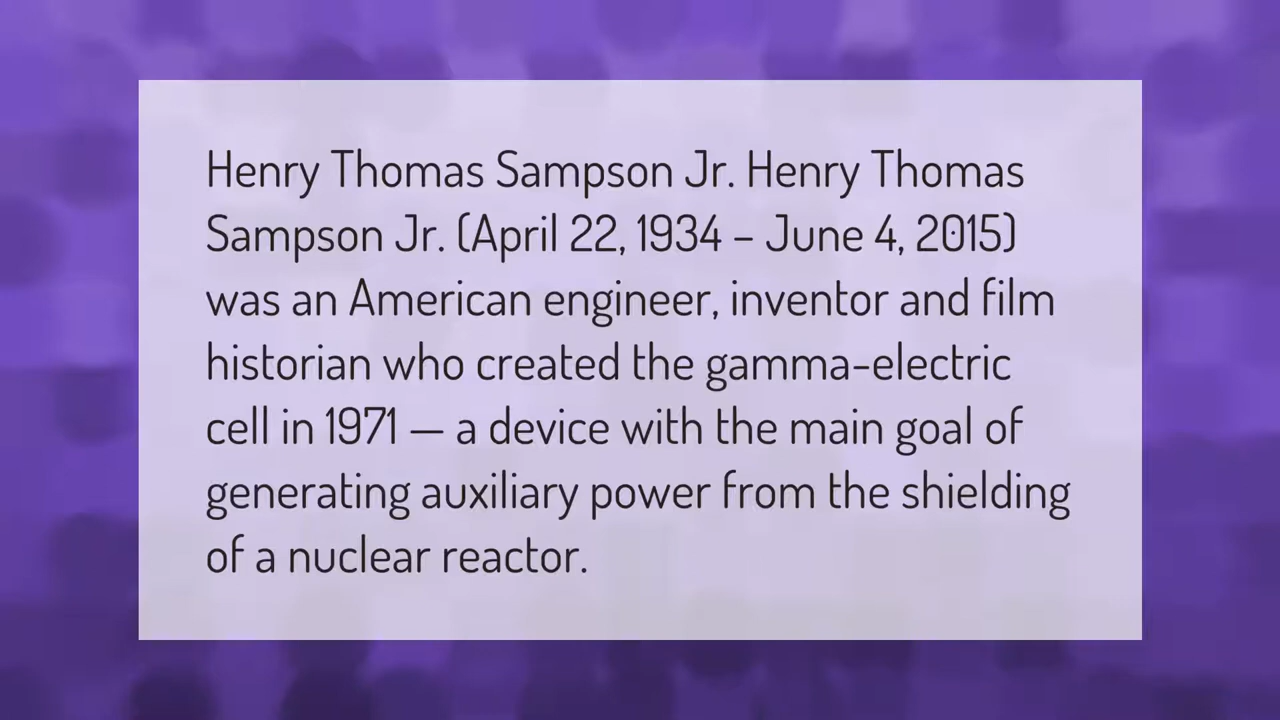 Henry Thomas Sampson Jr. Henry Thomas
Sampson Jr. (April 22, 1934 – June 4, 2015)
was an American engineer, inventor and film
historian who created the gamma-electric
cell in 1971 — a device with the main goal of
generating auxiliary power from the shielding
of a nuclear reactor.